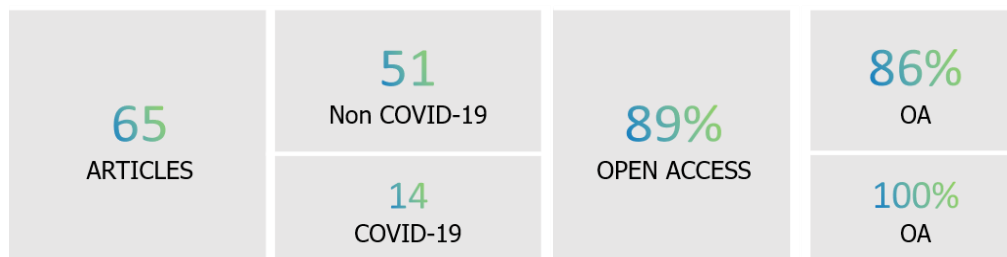 65
ARTICLES
51
Non COVID-19
14
COVID-19
89%
OPEN ACCESS
86%
OA
100%
OA